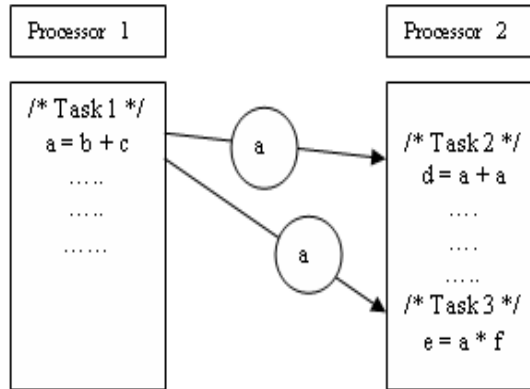 Processor 1
Processor 2
/* Task 1 */
a = b + c
.....
.....
......
a
a
/* Task 2 */
d = a + a
....
....
.....
/* Task 3 */
e = a * f